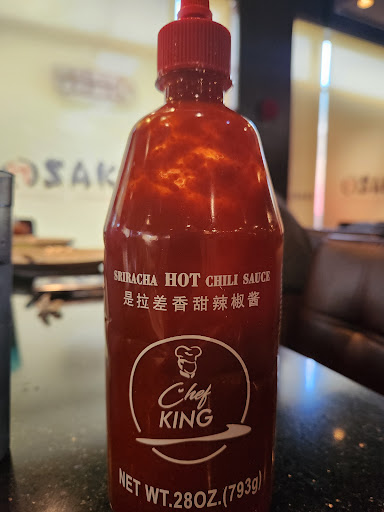 SRIRACHA HOT CHILI SAUCE
是拉差香甜辣椒酱
Chef
KING
NET WT.28OZ.(793g)